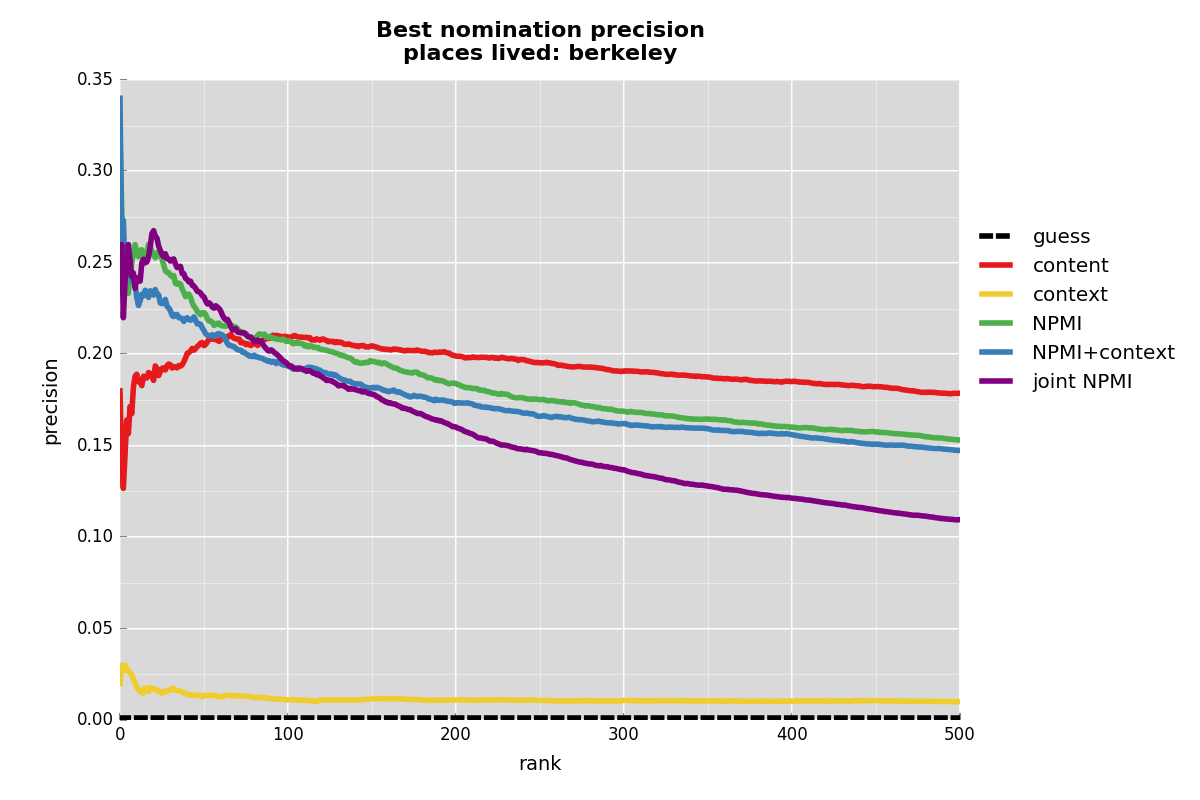 Best nomination precision
places lived: berkeley
0.35
0.30
0.25
0.20
0.15
0.10
0.05
0.00
precision
0 100 200 300 400 500
rank
guess
content
context
NPMI
NPMI+context
joint NPMI